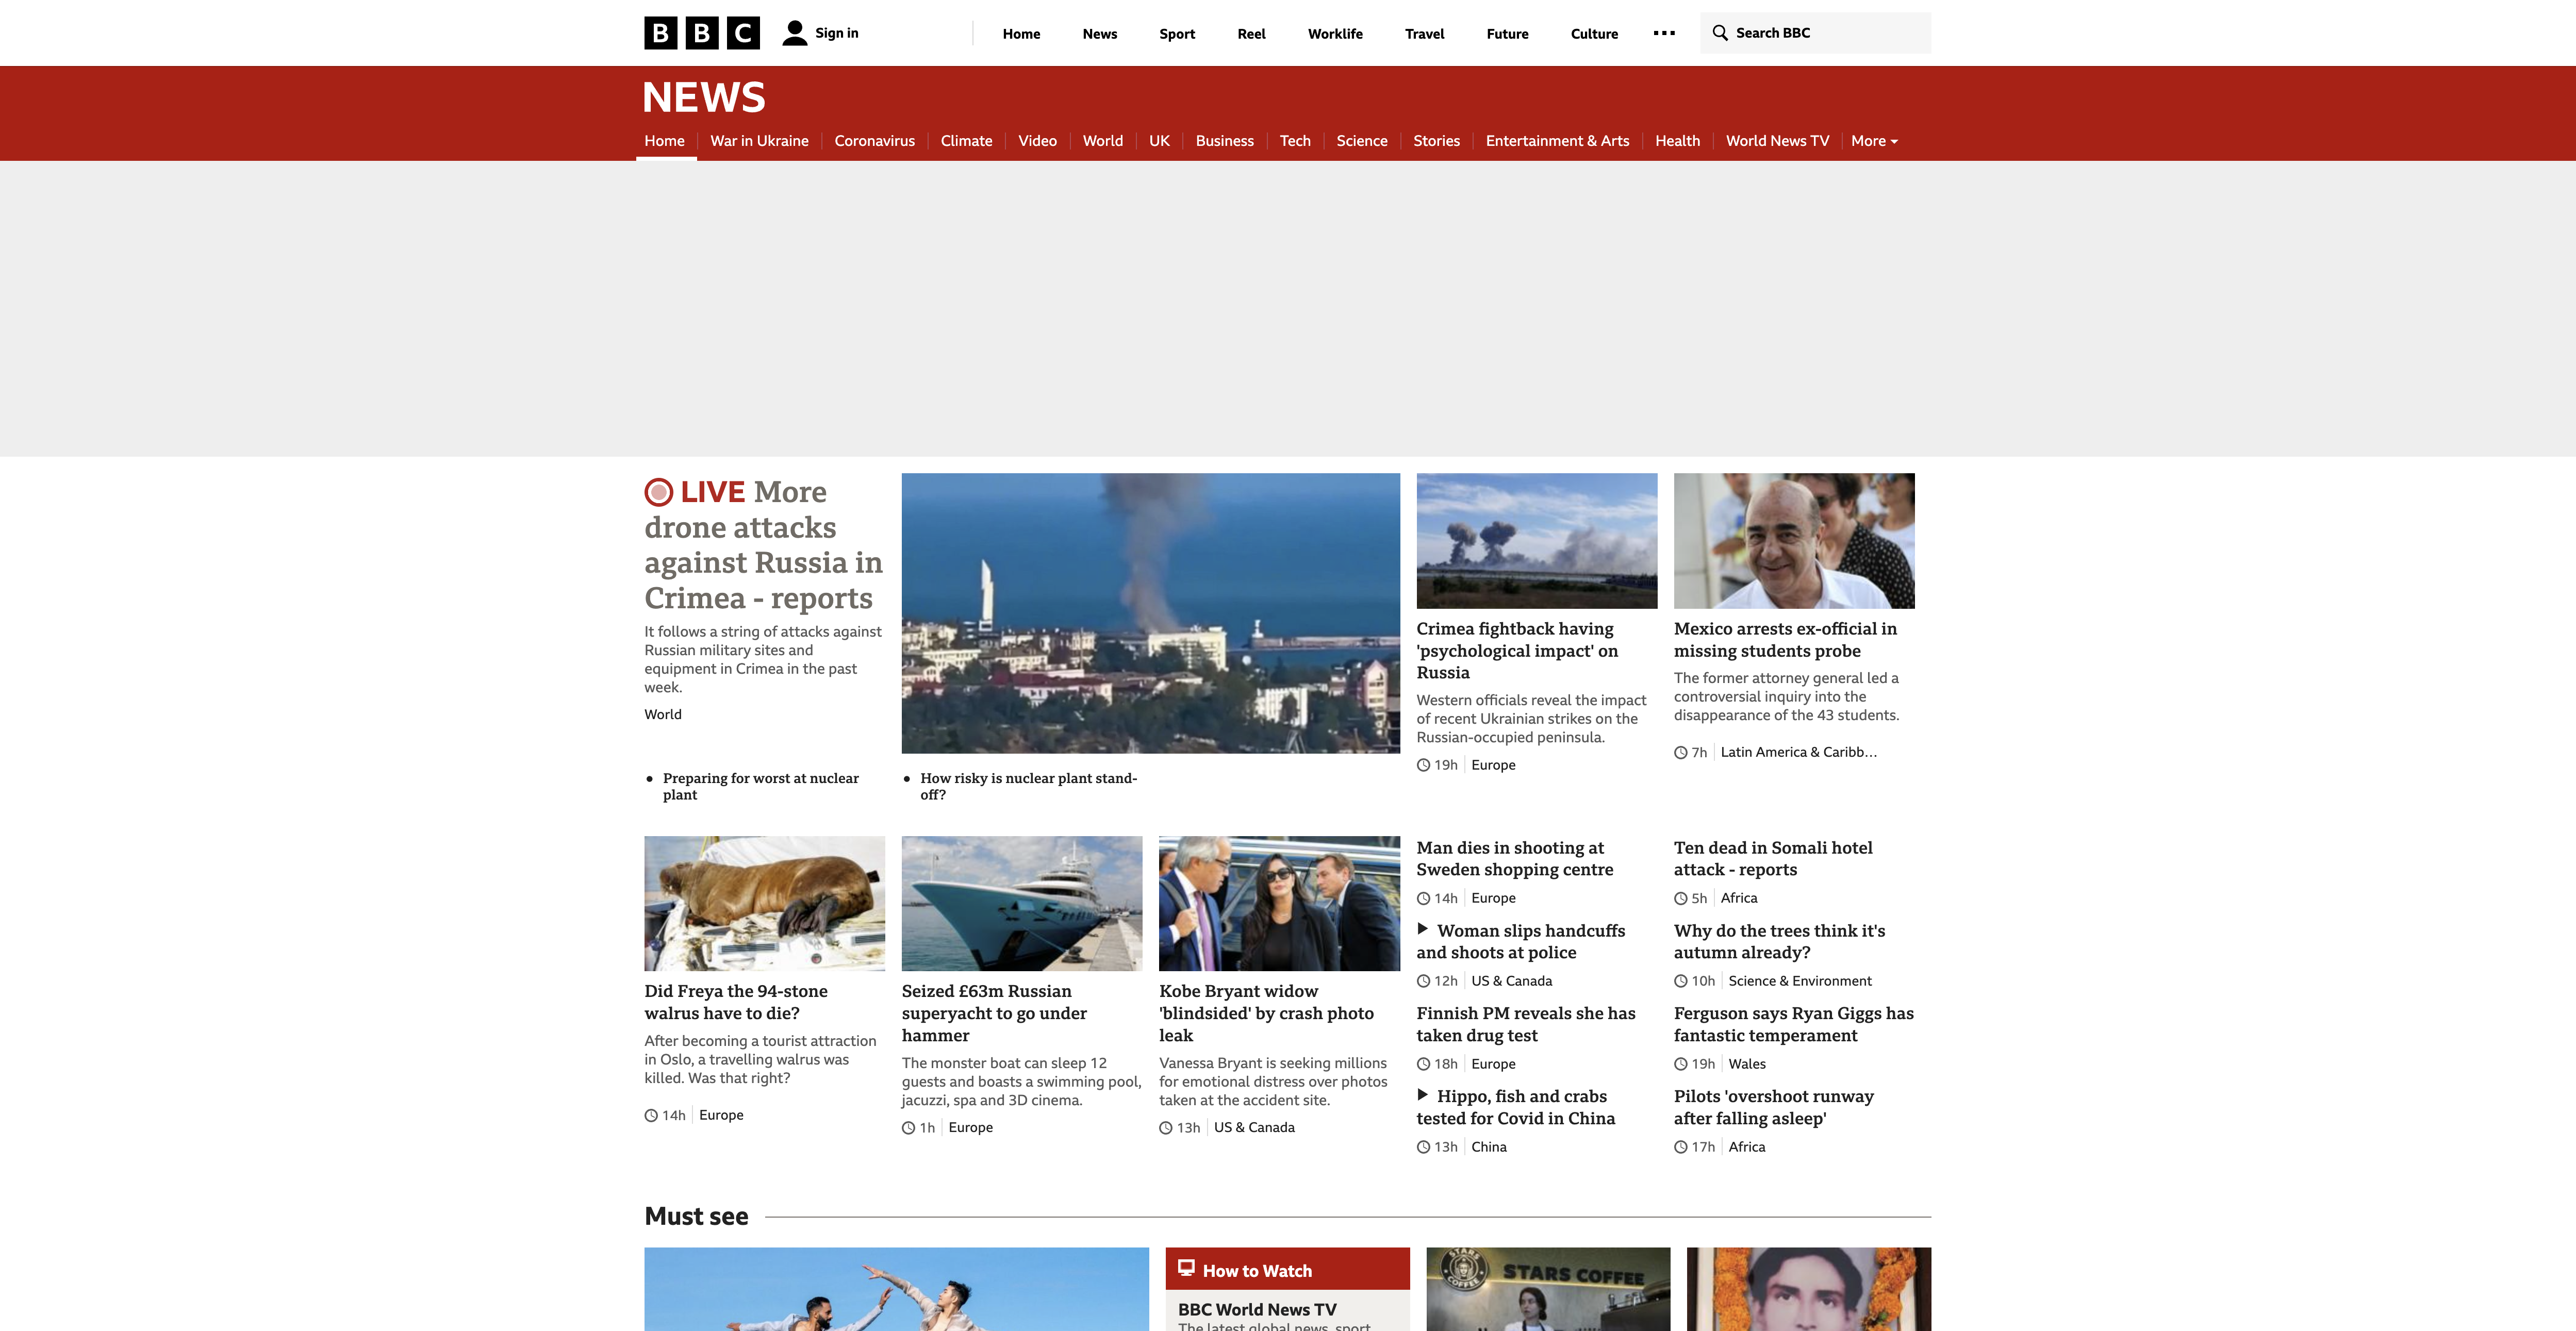 BBC
Sign in
Home
News
Sport
Reel
Worklife
Travel
Future
Culture
Search BBC
NEWS
Home
War in Ukraine
Coronavirus
Climate
Video
World
UK
Business
Tech
Science
Stories
Entertainment & Arts
Health
World News TV
More
LIVE More
drone attacks
against Russia in
Crimea - reports
It follows a string of attacks against
Russian military sites and
equipment in Crimea in the past
week.
World
Preparing for worst at nuclear
plant
How risky is nuclear plant stand-
off?
Crimea fightback having
'psychological impact' on
Russia
Western officials reveal the impact
of recent Ukrainian strikes on the
Russian-occupied peninsula.
19h Europe
Mexico arrests ex-official in
missing students probe
The former attorney general led a
controversial inquiry into the
disappearance of the 43 students.
7h Latin America & Caribb…
Did Freya the 94-stone
walrus have to die?
After becoming a tourist attraction
in Oslo, a travelling walrus was
killed. Was that right?
14h Europe
Seized £63m Russian
superyacht to go under
hammer
The monster boat can sleep 12
guests and boasts a swimming pool,
jacuzzi, spa and 3D cinema.
1h Europe
Kobe Bryant widow
'blindsided' by crash photo
leak
Vanessa Bryant is seeking millions
for emotional distress over photos
taken at the accident site.
13h US & Canada
Man dies in shooting at
Sweden shopping centre
14h Europe
Woman slips handcuffs
and shoots at police
12h US & Canada
Finnish PM reveals she has
taken drug test
18h Europe
Hippo, fish and crabs
tested for Covid in China
13h China
Ten dead in Somali hotel
attack - reports
5h Africa
Why do the trees think it's
autumn already?
10h Science & Environment
Ferguson says Ryan Giggs has
fantastic temperament
19h Wales
Pilots 'overshoot runway
after falling asleep'
17h Africa
Must see
How to Watch
BBC World News TV
The latest global news, sport,
STARS
COFFEE
STARS COFFEE